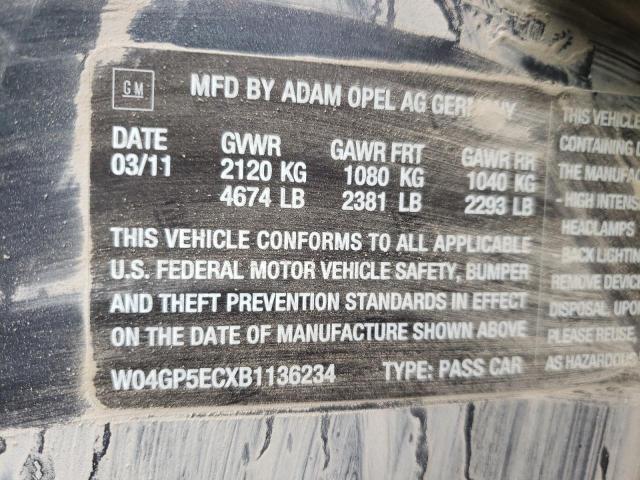 GM
MFD BY ADAM OPEL AG GERMANY
DATE GVWR GAWR FRT GAWR RR
03/11 2120 KG 1080 KG 1040 KG
4674 LB 2381 LB 2293 LB
THIS VEHICLE CONFORMS TO ALL APPLICABLE
U.S. FEDERAL MOTOR VEHICLE SAFETY, BUMPER
AND THEFT PREVENTION STANDARDS IN EFFECT
ON THE DATE OF MANUFACTURE SHOWN ABOVE
W04GP5ECXB1136234 TYPE: PASS CAR
THIS VEHICLE
CONTAINING
THE MANUFAC
- HIGH INTENS
HEADLAMPS
BACK LIGHTIN
REMOVE DEVICE
DISPOSAL. UPON
PLEASE REUSE,
AS HAZARDOUS